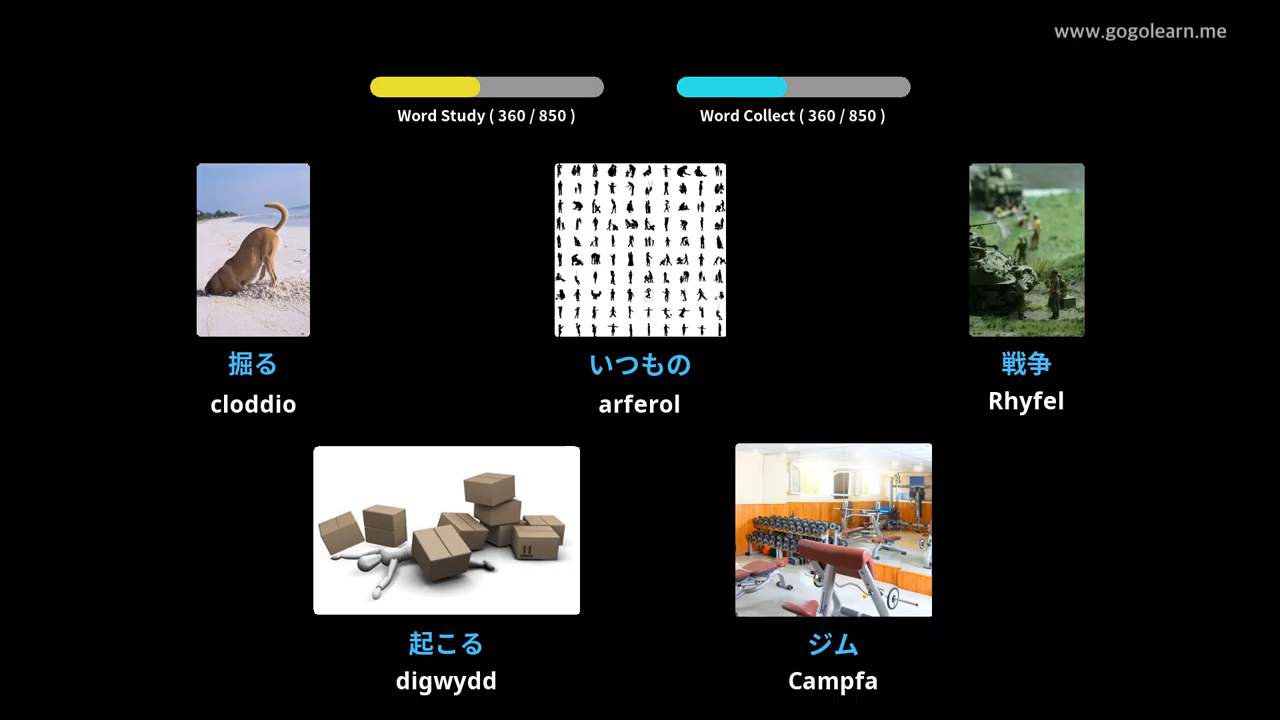 www.gogolearn.me
Word Study ( 360 / 850 )
Word Collect ( 360 / 850 )
掘る
cloddio
いつもの
arferol
戦争
Rhyfel
起こる
digwydd
ジム
Campfa